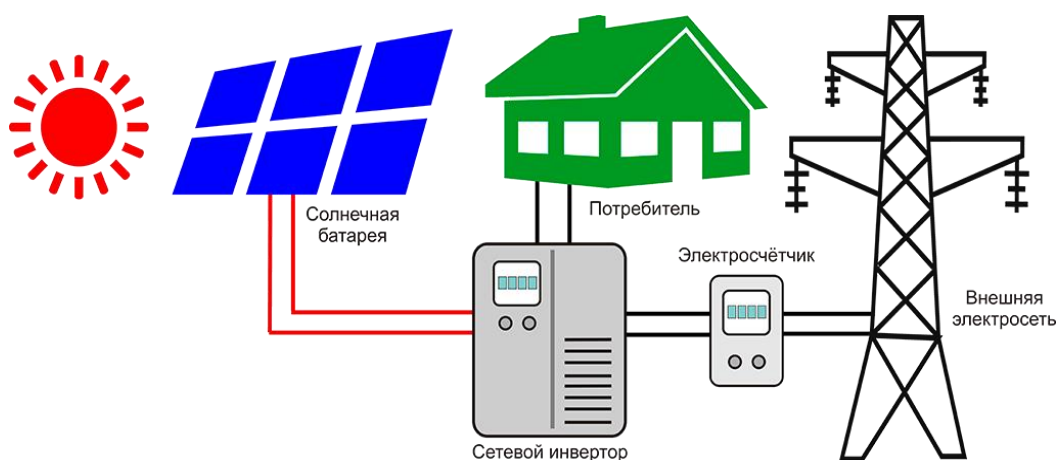 Солнечная
батарея
Потребитель
Электросчётчик
Внешняя
электросеть
Сетевой инвертор